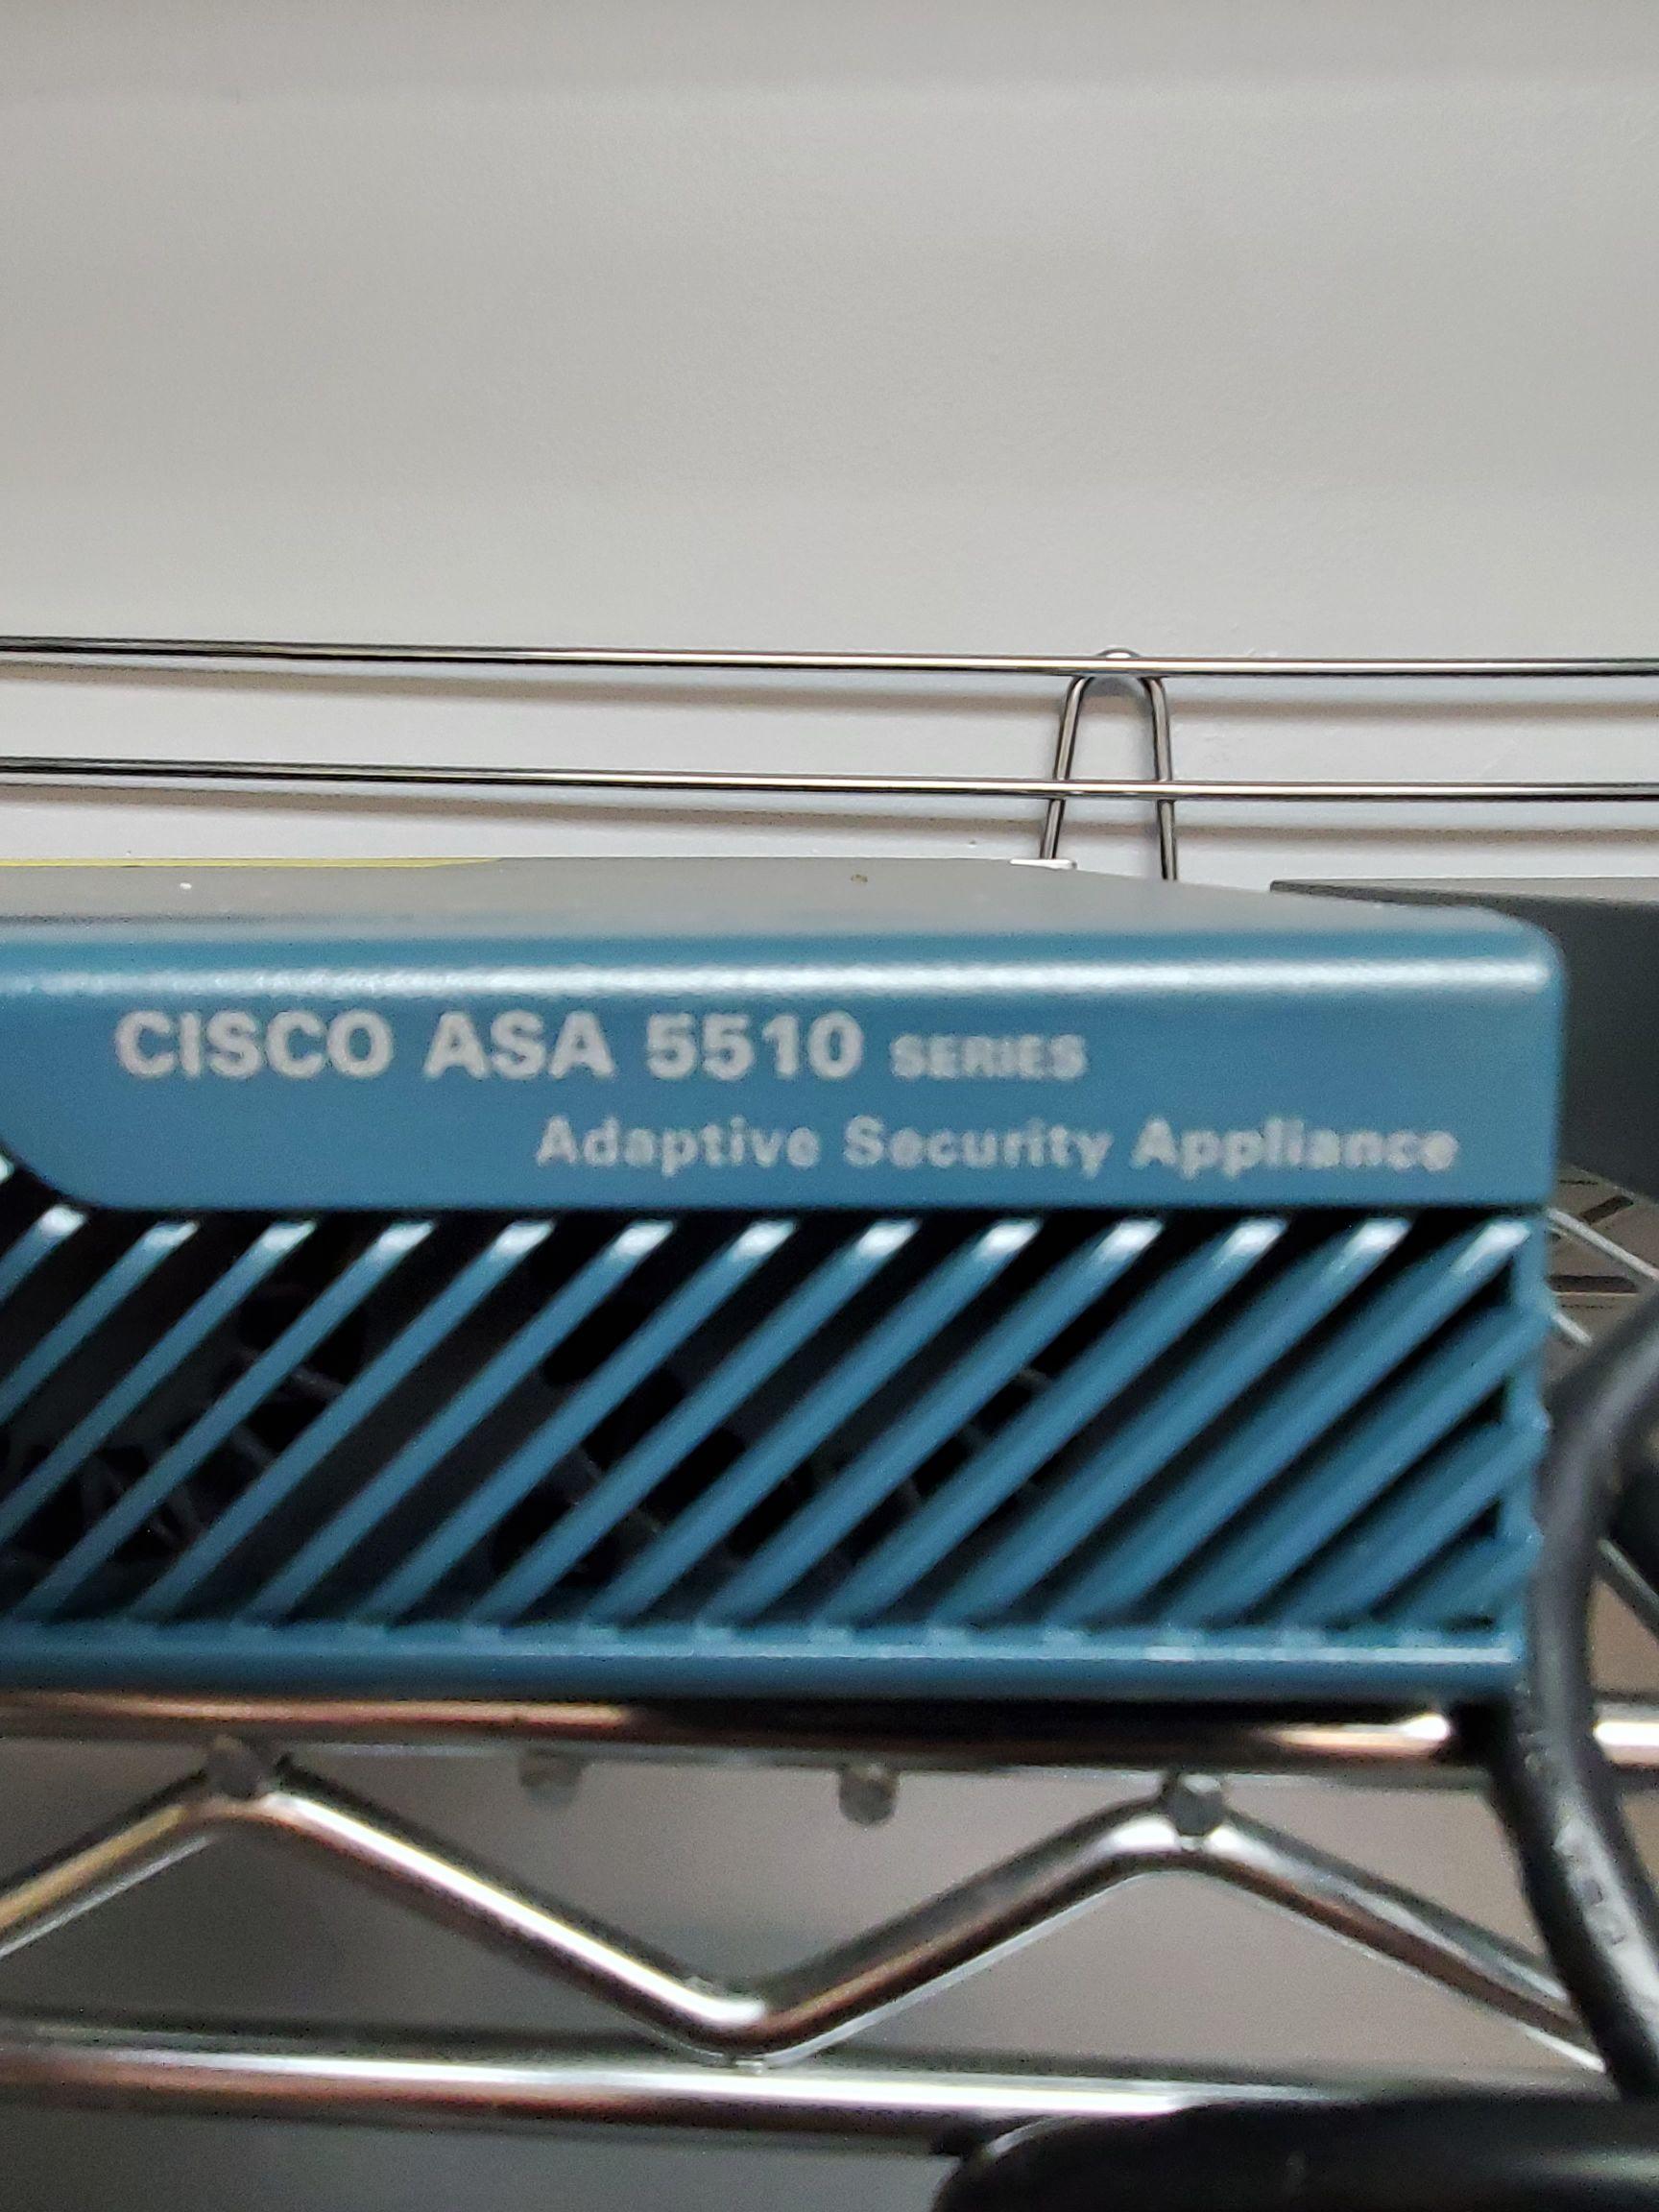 CISCO ASA 5510 SERIES
Adaptive Security Appliance